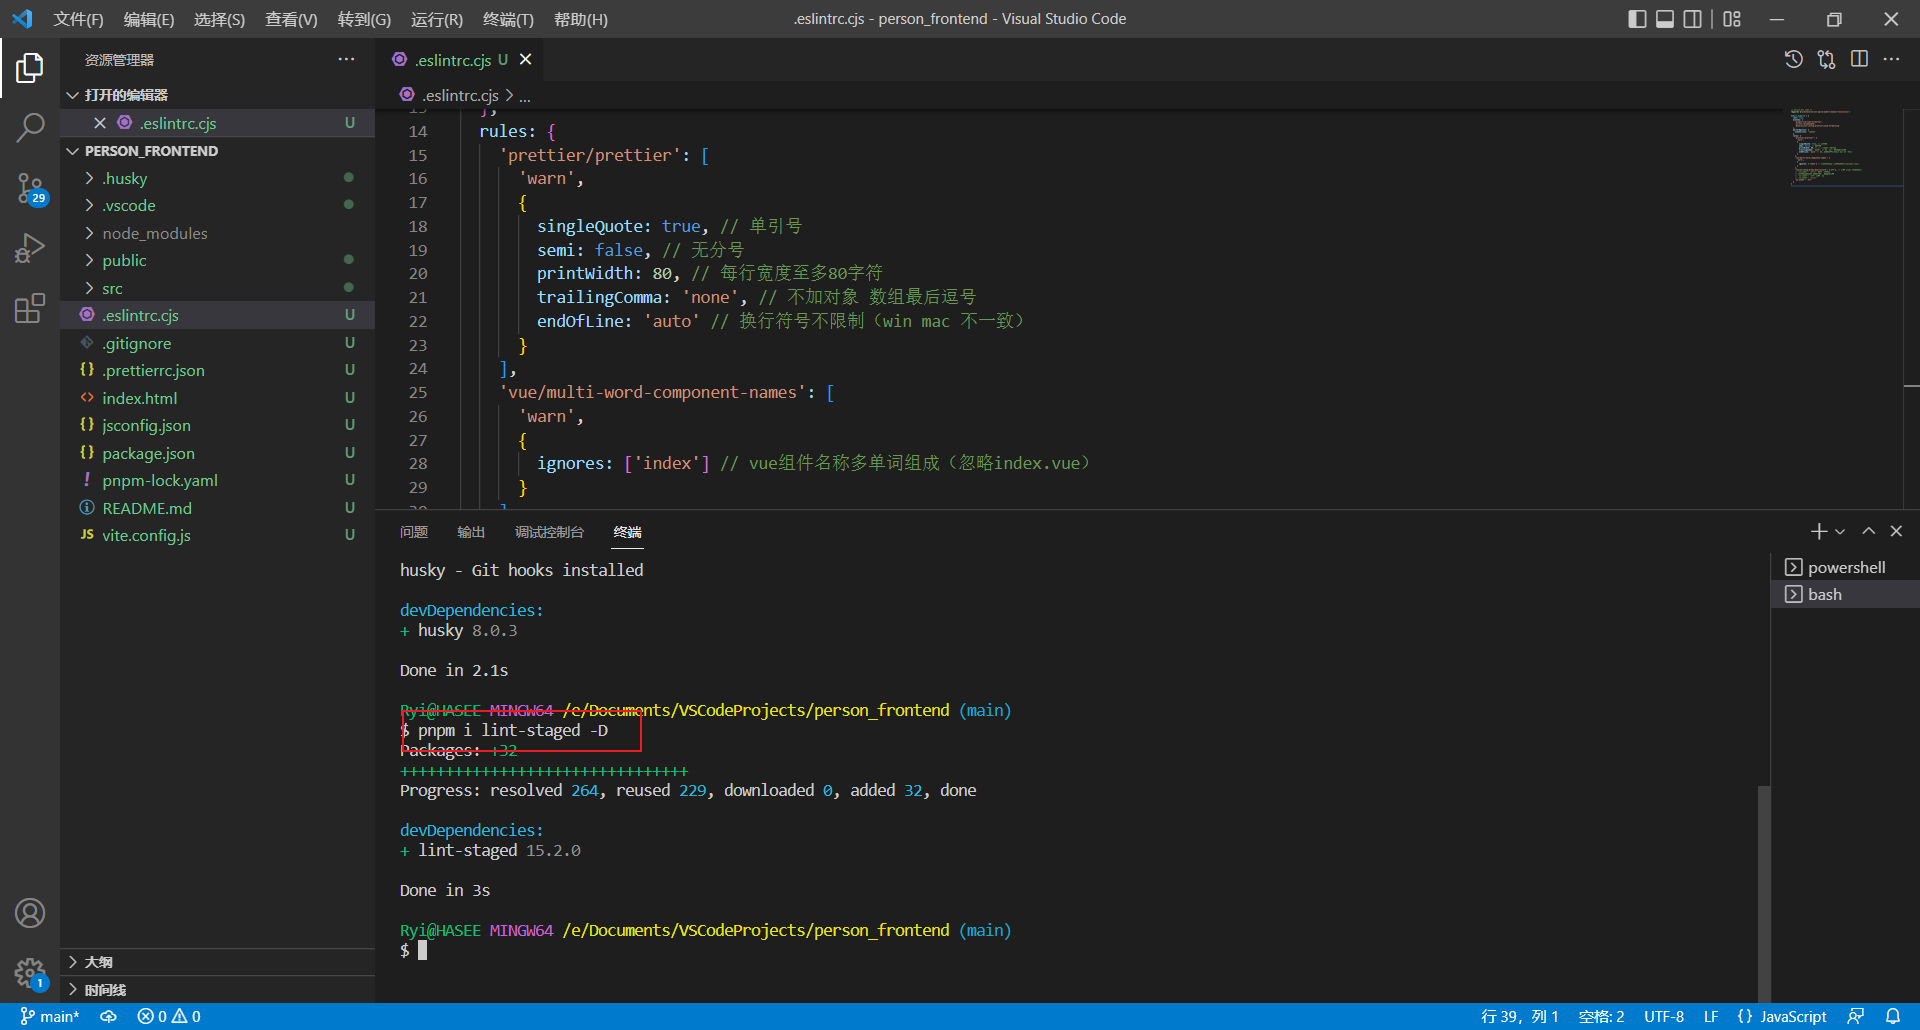 文件(F) 编辑(E) 选择(S) 查看(V) 转到(G) 运行(R) 终端(T) 帮助(H) .eslintrc.cjs - person_frontend - Visual Studio Code
资源管理器
打开的编辑器
.eslintrc.cjs U
PERSON_FRONTEND
.husky
.vscode
node_modules
public
src
.eslintrc.cjs U
.gitignore U
.prettierrc.json U
index.html U
jsconfig.json U
package.json U
pnpm-lock.yaml U
README.md U
vite.config.js U
大纲
时间线
29
1
.eslintrc.cjs U
.eslintrc.cjs > ...
14 rules: {
15 'prettier/prettier': [
16 'warn',
17 {
18 singleQuote: true, // 单引号
19 semi: false, // 无分号
20 printWidth: 80, // 每行宽度至多80字符
21 trailingComma: 'none', // 不加对象 数组最后逗号
22 endOfLine: 'auto' // 换行符号不限制（win mac 不一致）
23 }
24 ],
25 'vue/multi-word-component-names': [
26 'warn',
27 {
28 ignores: ['index'] // vue组件名称多单词组成（忽略index.vue）
29 }
问题 输出 调试控制台 终端
husky - Git hooks installed
devDependencies:
+ husky 8.0.3
Done in 2.1s
Ryi@HASEE MINGW64 /e/Documents/VSCodeProjects/person_frontend (main)
$ pnpm i lint-staged -D
Packages: +32
++++++++++++++++++++++++++++++++
Progress: resolved 264, reused 229, downloaded 0, added 32, done
devDependencies:
+ lint-staged 15.2.0
Done in 3s
Ryi@HASEE MINGW64 /e/Documents/VSCodeProjects/person_frontend (main)
$
powershell
bash
main* 0 0 行 39，列 1 空格: 2 UTF-8 LF {} JavaScript